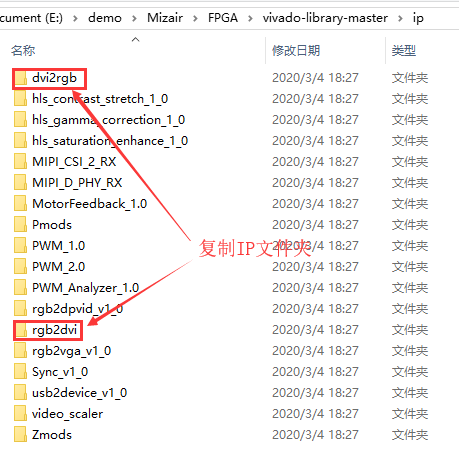 cument (E:) > demo > Mizair > FPGA > vivado-library-master > ip
名称 修改日期 类型
dvi2rgb 2020/3/4 18:27 文件夹
hls_contrast_stretch_1_0 2020/3/4 18:27 文件夹
hls_gamma_correction_1_0 2020/3/4 18:27 文件夹
hls_saturation_enhance_1_0 2020/3/4 18:27 文件夹
MIPI_CSI_2_RX 2020/3/4 18:27 文件夹
MIPI_D_PHY_RX 2020/3/4 18:27 文件夹
MotorFeedback_1.0 2020/3/4 18:27 文件夹
Pmods 2020/3/4 18:27 文件夹
PWM_1.0 2020/3/4 18:27 文件夹
复制IP文件夹
PWM_2.0 2020/3/4 18:27 文件夹
PWM_Analyzer_1.0 2020/3/4 18:27 文件夹
rgb2dpvid_v1_0 2020/3/4 18:27 文件夹
rgb2dvi 2020/3/4 18:27 文件夹
rgb2vga_v1_0 2020/3/4 18:27 文件夹
Sync_v1_0 2020/3/4 18:27 文件夹
usb2device_v1_0 2020/3/4 18:27 文件夹
video_scaler 2020/3/4 18:27 文件夹
Zmods 2020/3/4 18:27 文件夹